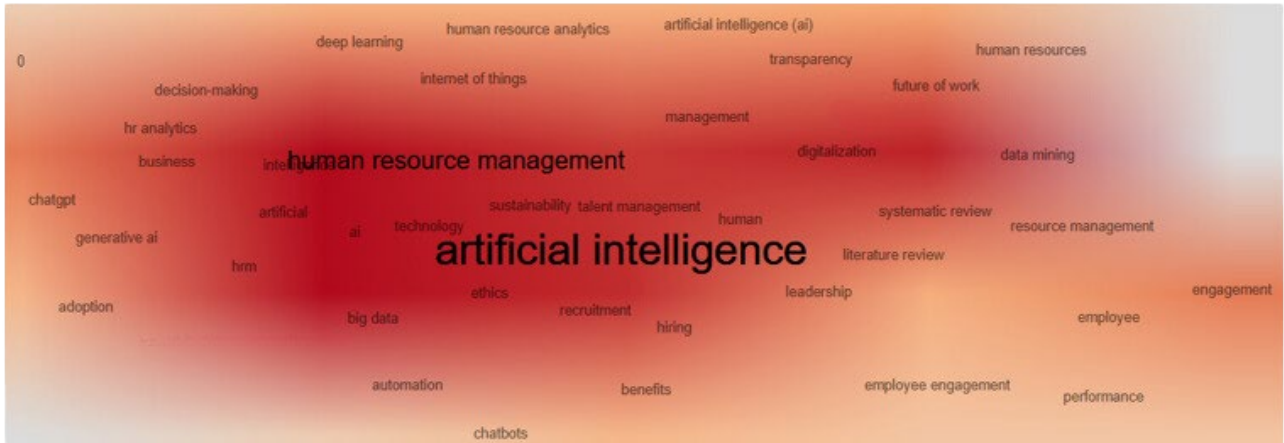 artificial intelligence (ai)
human resource analytics
deep learning
human resources
transparency
0
internet of things
future of work
decision-making
management
hr analytics
digitalization
data mining
business
intelligence
human resource management
chatgpt
sustainability
talent management
artificial
human
systematic review
technology
resource management
ai
generative ai
artificial intelligence
literature review
hrm
ethics
leadership
engagement
adoption
recruitment
big data
hiring
employee
automation
benefits
employee engagement
performance
chatbots